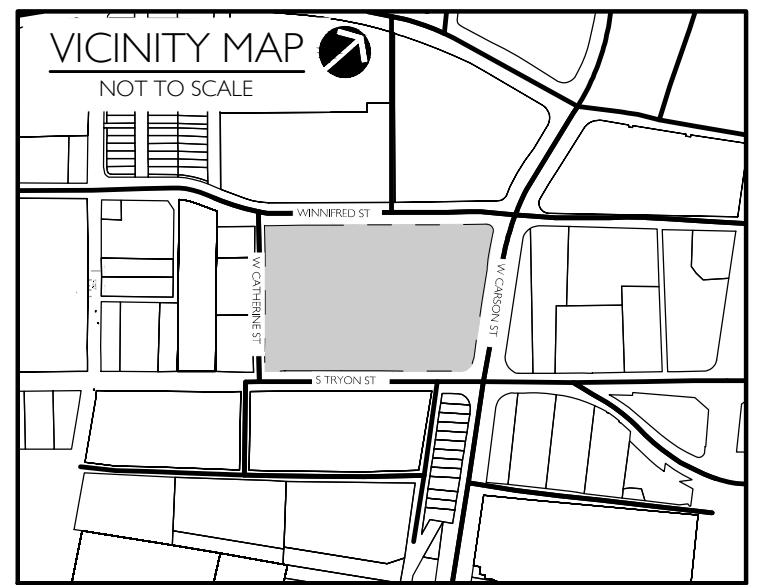 VICINITY MAP
NOT TO SCALE
WINNIFRED ST
W CATHERINE ST
W CARSON ST
S TRYON ST